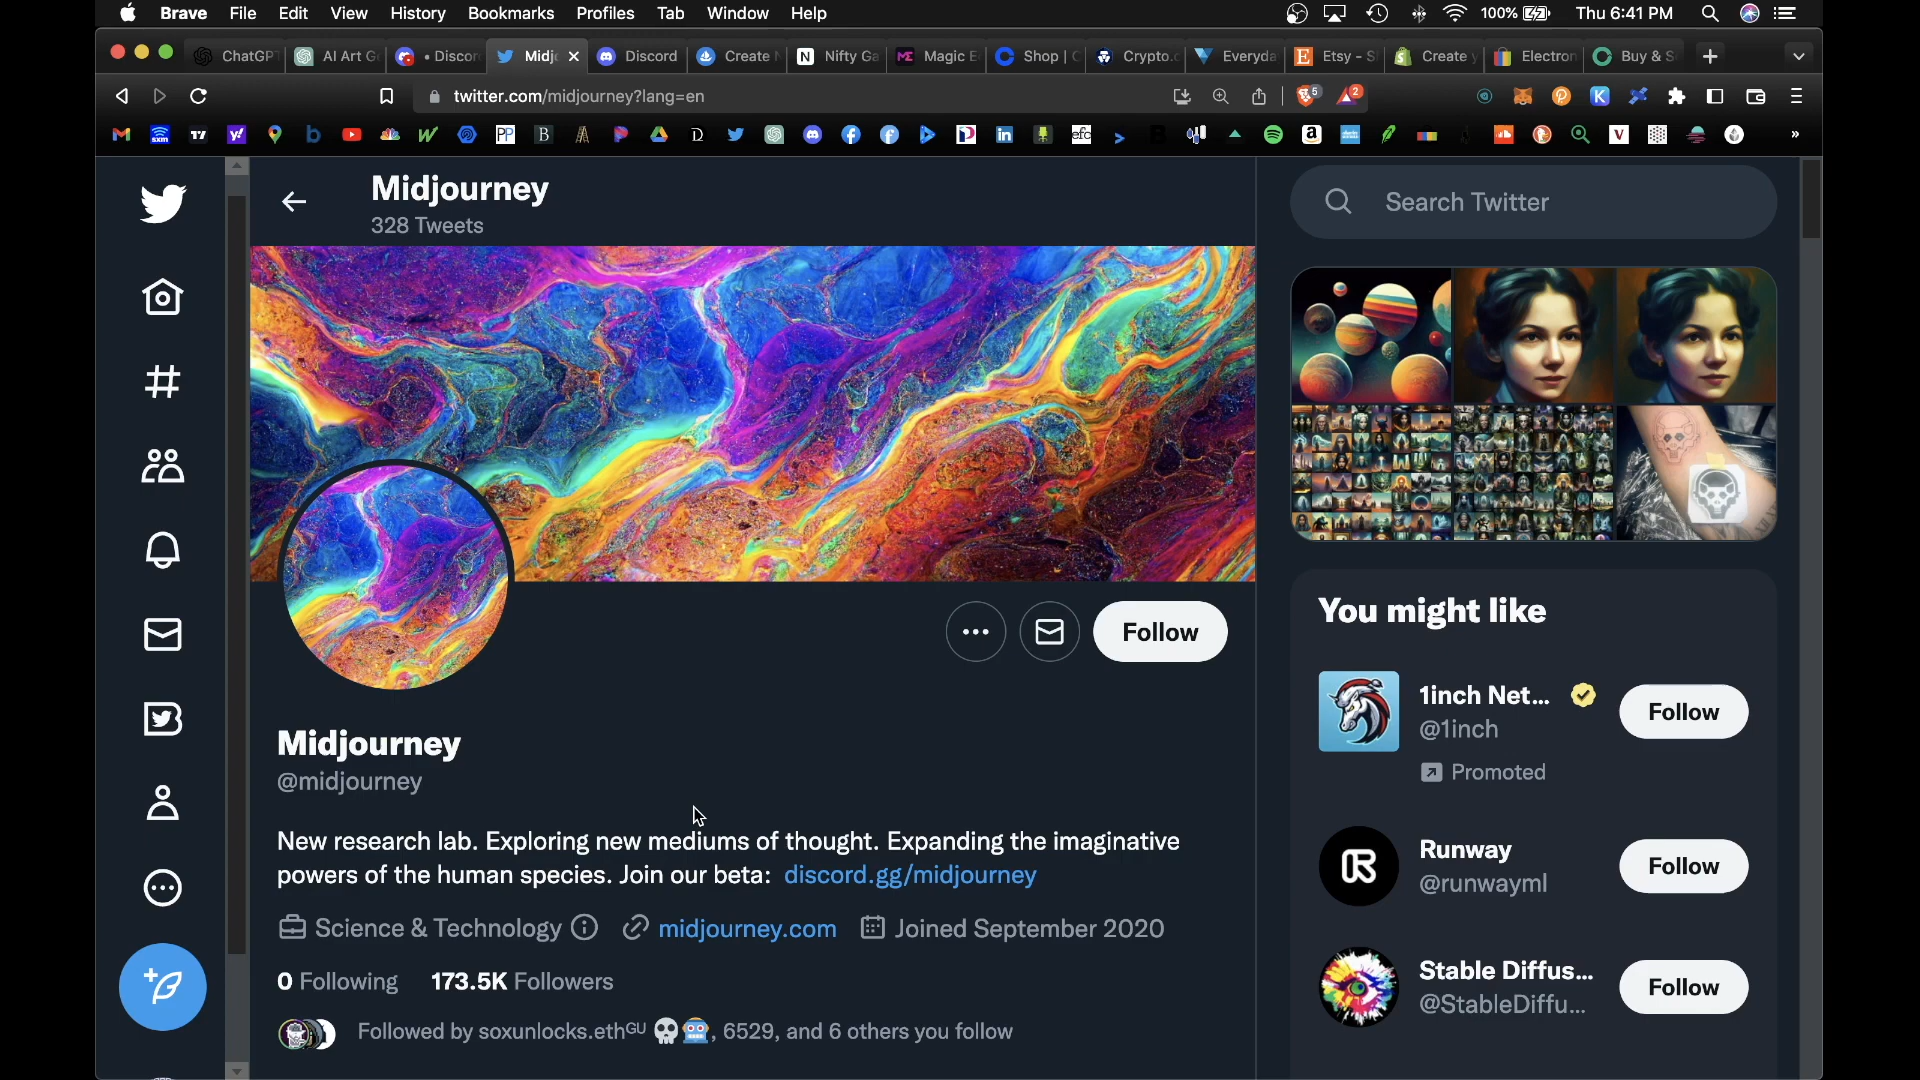 Brave File Edit View History Bookmarks Profiles Tab Window Help 100% Thu 6:41 PM
ChatGP AI Art G • Discor Midj Discord Create Nifty Ga Magic E Shop | Crypto.c Everyda Etsy - S Create y Electron Buy & S
twitter.com/midjourney?lang=en 5 2
Midjourney
328 Tweets
Search Twitter
Follow
Midjourney
@midjourney
New research lab. Exploring new mediums of thought. Expanding the imaginative
powers of the human species. Join our beta: discord.gg/midjourney
Science & Technology midjourney.com Joined September 2020
0 Following 173.5K Followers
Followed by soxunlocks.ethᴳᵁ 💀🤖, 6529, and 6 others you follow
You might like
1inch Net...
@1inch
Follow
Promoted
Runway
@runwayml
Follow
Stable Diffus...
@StableDiffu...
Follow